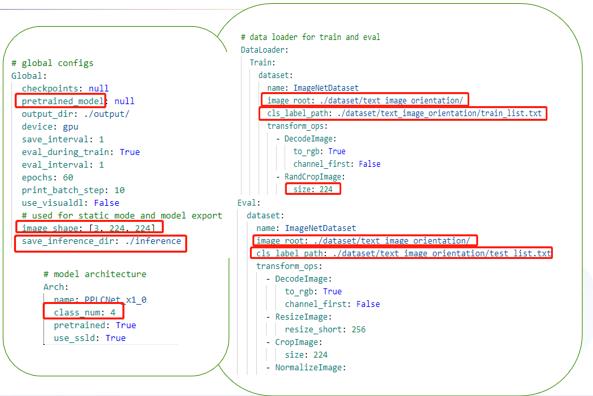 # global configs
Global:
checkpoints: null
pretrained_model: null
output_dir: ./output/
device: gpu
save_interval: 1
eval_during_train: True
eval_interval: 1
epochs: 60
print_batch_step: 10
use_visualdl: False
# used for static mode and model export
image_shape: [3, 224, 224]
save_inference_dir: ./inference
# model architecture
Arch:
name: PPLCNet_x1_0
class_num: 4
pretrained: True
use_ssld: True
# data loader for train and eval
DataLoader:
Train:
dataset:
name: ImageNetDataset
image_root: ./dataset/text_image_orientation/
cls_label_path: ./dataset/text_image_orientation/train_list.txt
transform_ops:
- DecodeImage:
to_rgb: True
channel_first: False
- RandCropImage:
size: 224
Eval:
dataset:
name: ImageNetDataset
image_root: ./dataset/text_image_orientation/
cls_label_path: ./dataset/text_image_orientation/test_list.txt
transform_ops:
- DecodeImage:
to_rgb: True
channel_first: False
- ResizeImage:
resize_short: 256
- CropImage:
size: 224
- NormalizeImage: